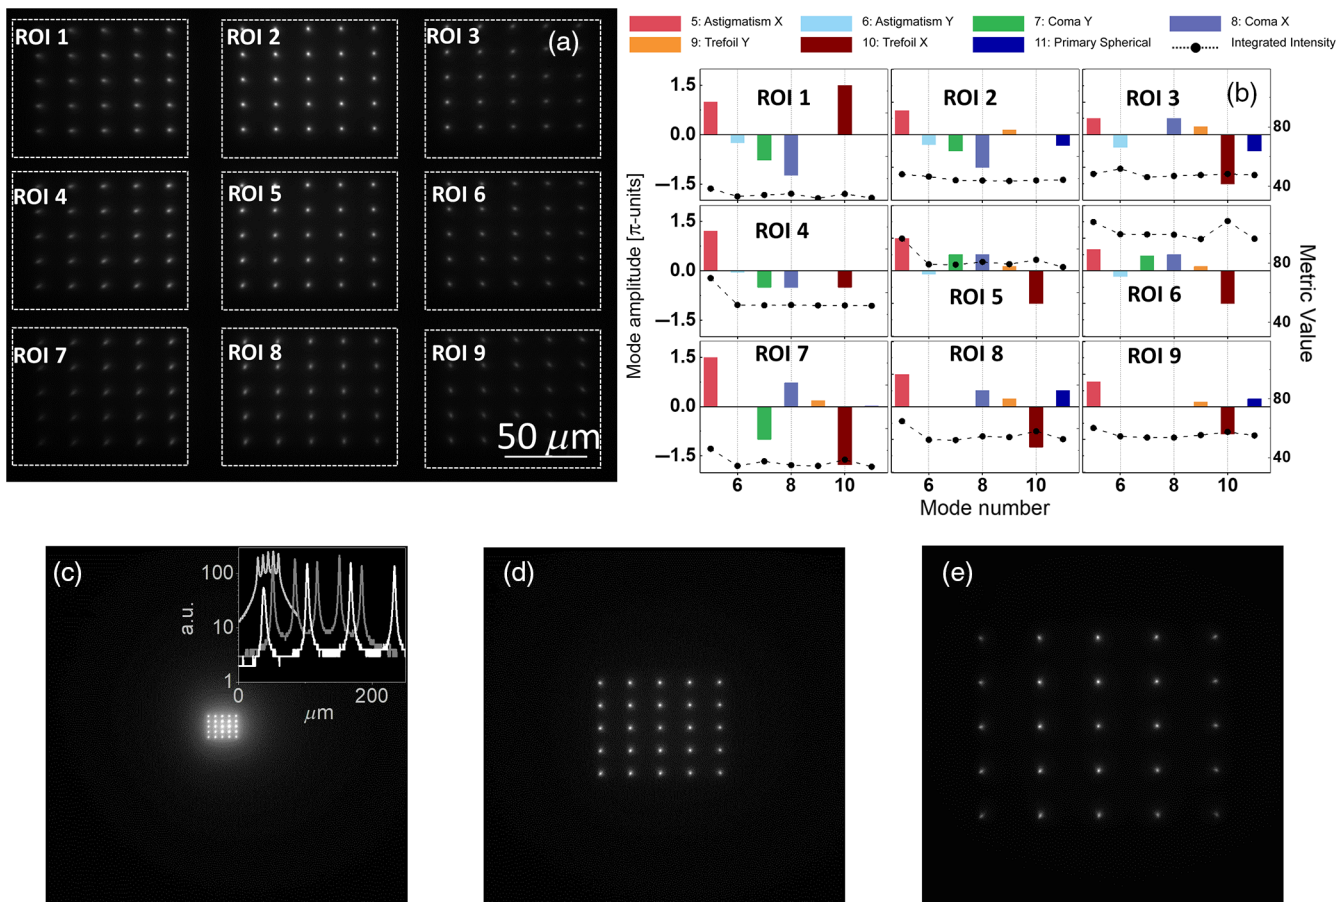 ROI 1
ROI 2
ROI 3
(a)
ROI 4
ROI 5
ROI 6
ROI 7
ROI 8
ROI 9
50 μm
5: Astigmatism X
6: Astigmatism Y
7: Coma Y
8: Coma X
9: Trefoil Y
10: Trefoil X
11: Primary Spherical
Integrated Intensity
(b)
Mode amplitude [π-units]
1.5
0.0
−1.5
ROI 1
ROI 2
ROI 3
80
40
1.5
0.0
−1.5
ROI 4
ROI 5
ROI 6
80
40
1.5
0.0
−1.5
ROI 7
ROI 8
ROI 9
80
40
Metric Value
6 8 10 6 8 10 6 8 10
Mode number
(c)
a.u.
100
10
1
0 200
μm
(d)
(e)